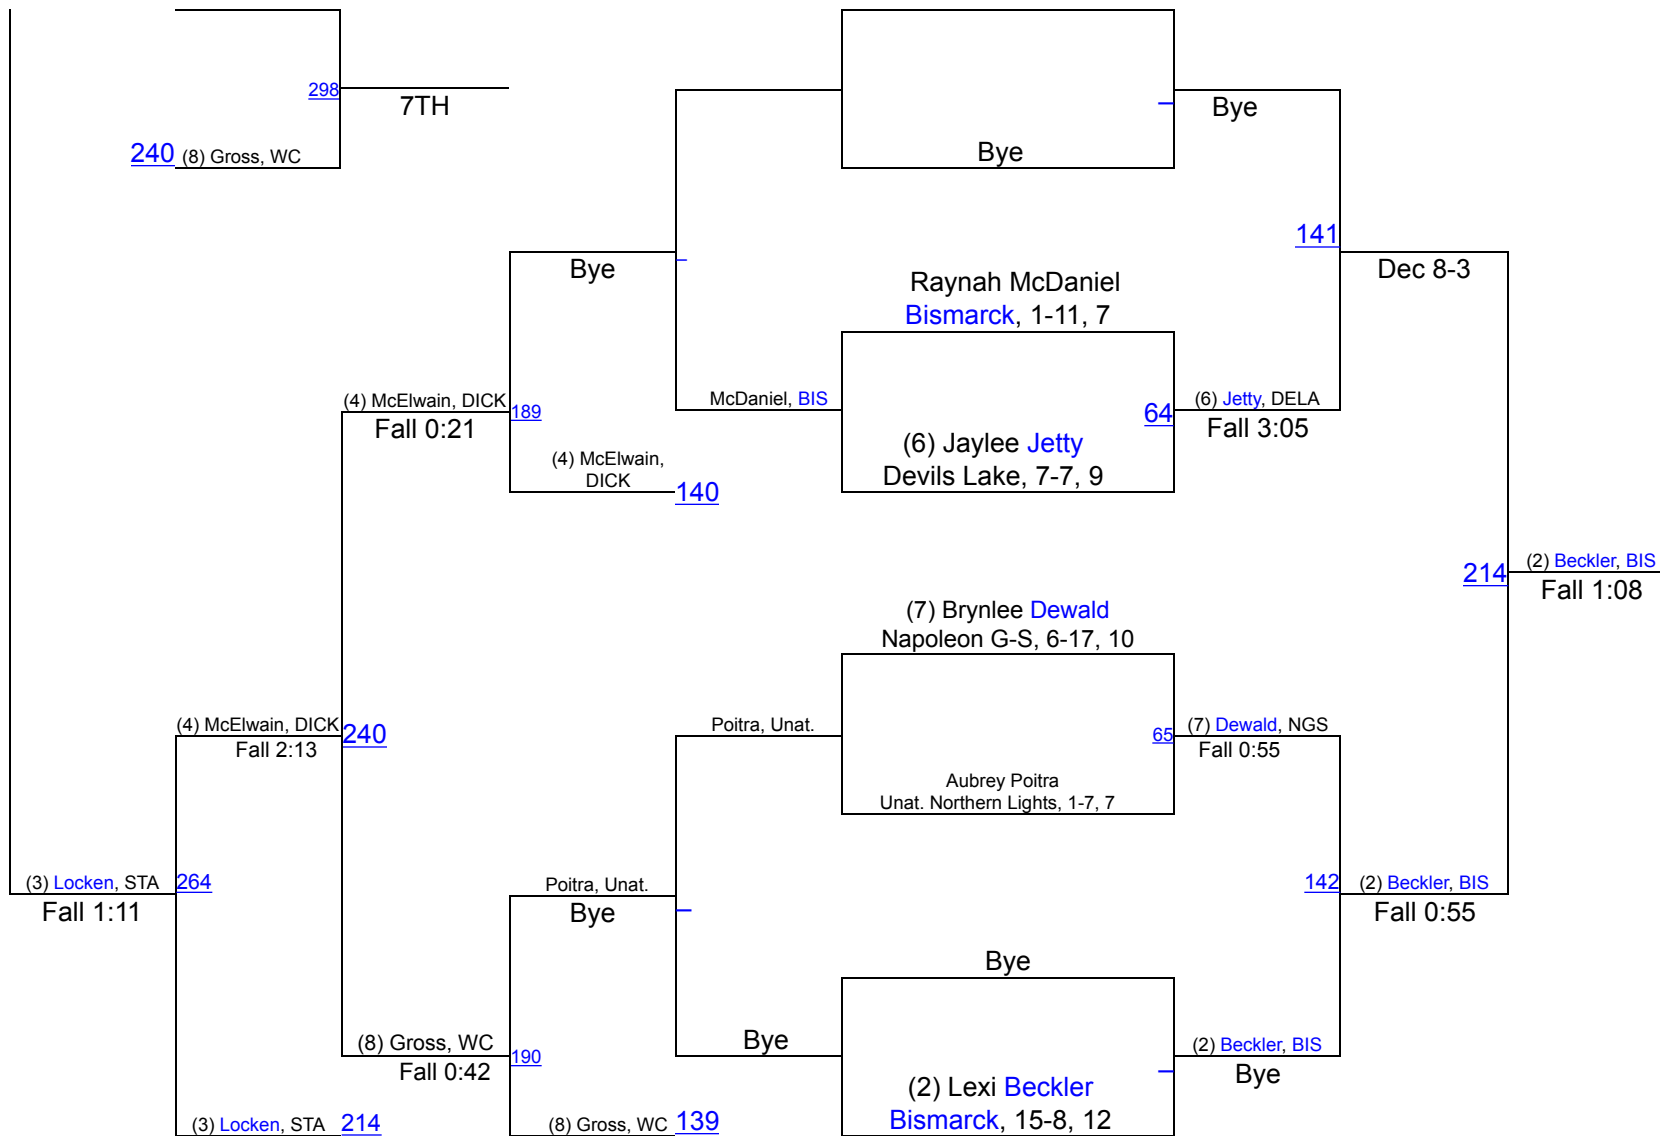 298
7TH
240 (8) Gross, WC
Bye
Bye
141
Bye
Dec 8-3
Raynah McDaniel
Bismarck, 1-11, 7
(4) McElwain, DICK
189
Fall 0:21
McDaniel, BIS
64
(6) Jetty, DELA
Fall 3:05
(6) Jaylee Jetty
Devils Lake, 7-7, 9
(4) McElwain,
DICK
140
214
(2) Beckler, BIS
Fall 1:08
(7) Brynlee Dewald
Napoleon G-S, 6-17, 10
(4) McElwain, DICK
240
Fall 2:13
Poitra, Unat.
65
(7) Dewald, NGS
Fall 0:55
Aubrey Poitra
Unat. Northern Lights, 1-7, 7
(3) Locken, STA
264
Fall 1:11
Poitra, Unat.
Bye
142
(2) Beckler, BIS
Fall 0:55
Bye
(8) Gross, WC
190
Fall 0:42
Bye
(2) Beckler, BIS
Bye
(2) Lexi Beckler
Bismarck, 15-8, 12
(3) Locken, STA 214
(8) Gross, WC 139